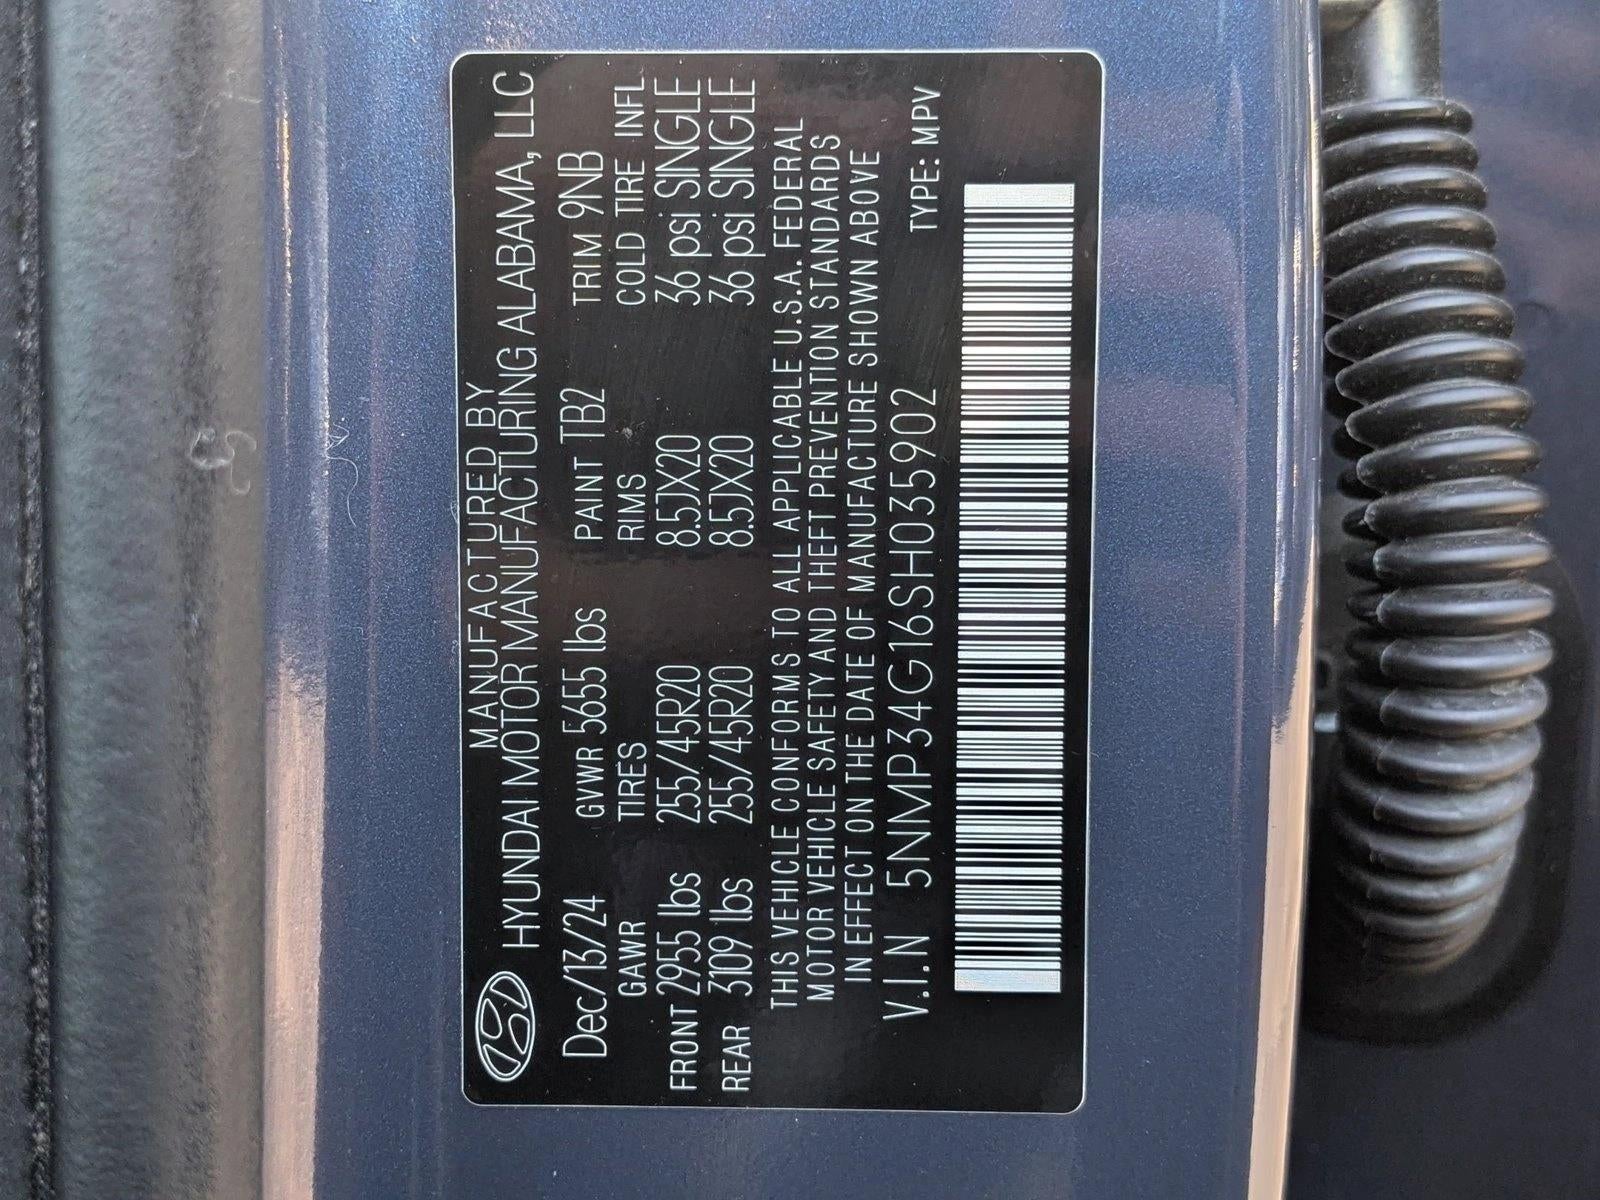 MANUFACTURED BY
HYUNDAI MOTOR MANUFACTURING ALABAMA, LLC
Dec/13/24 GVWR 5655 lbs PAINT TB2 TRIM 9NB
GAWR TIRES RIMS COLD TIRE INFL
FRONT 2955 lbs 255/45R20 8.5JX20 36 psi SINGLE
REAR 3109 lbs 255/45R20 8.5JX20 36 psi SINGLE
THIS VEHICLE CONFORMS TO ALL APPLICABLE U.S.A. FEDERAL
MOTOR VEHICLE SAFETY AND THEFT PREVENTION STANDARDS
IN EFFECT ON THE DATE OF MANUFACTURE SHOWN ABOVE
V.I.N 5NMP34G16SH035902 TYPE: MPV